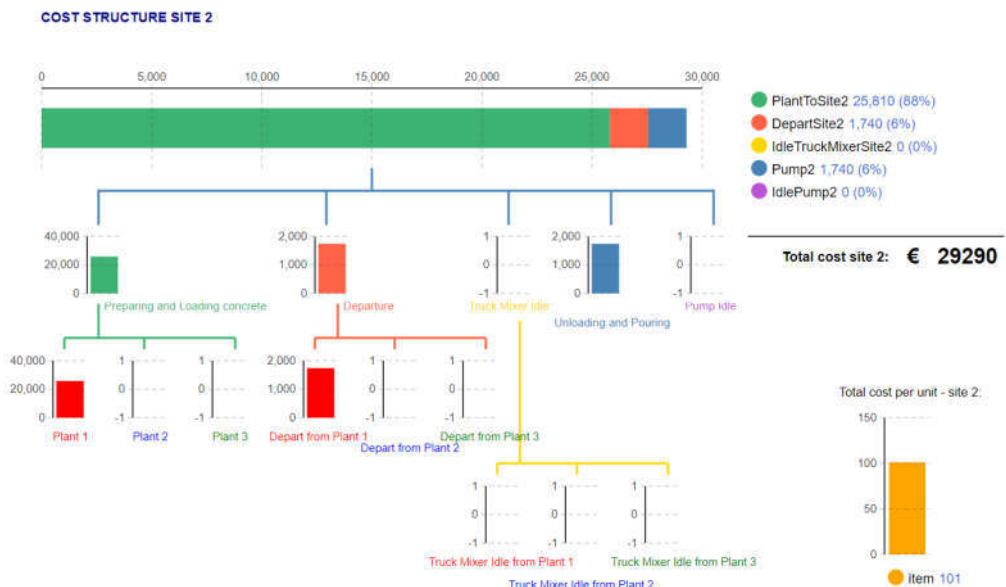 COST STRUCTURE SITE 2
0 5,000 10,000 15,000 20,000 25,000 30,000
PlantToSite2 25,810 (88%)
DepartSite2 1,740 (6%)
IdleTruckMixerSite2 0 (0%)
Pump2 1,740 (6%)
IdlePump2 0 (0%)
Total cost site 2: € 29290
40,000 2,000 1 2,000 1
20,000 1,000 0 1,000 0
0 0 -1 0 -1
Preparing and Loading concrete Departure Truck Mixer Idle Pump Idle
Unloading and Pouring
40,000 1 1 2,000 1 1
20,000 0 0 1,000 0 0
0 -1 -1 0 -1 -1
Plant 1 Plant 2 Plant 3 Depart from Plant 1 Depart from Plant 3
Depart from Plant 2
Total cost per unit - site 2:
150
100
50
0
item 101
1 1 1
0 0 0
-1 -1 -1
Truck Mixer Idle from Plant 1 Truck Mixer Idle from Plant 3
Truck Mixer Idle from Plant 2